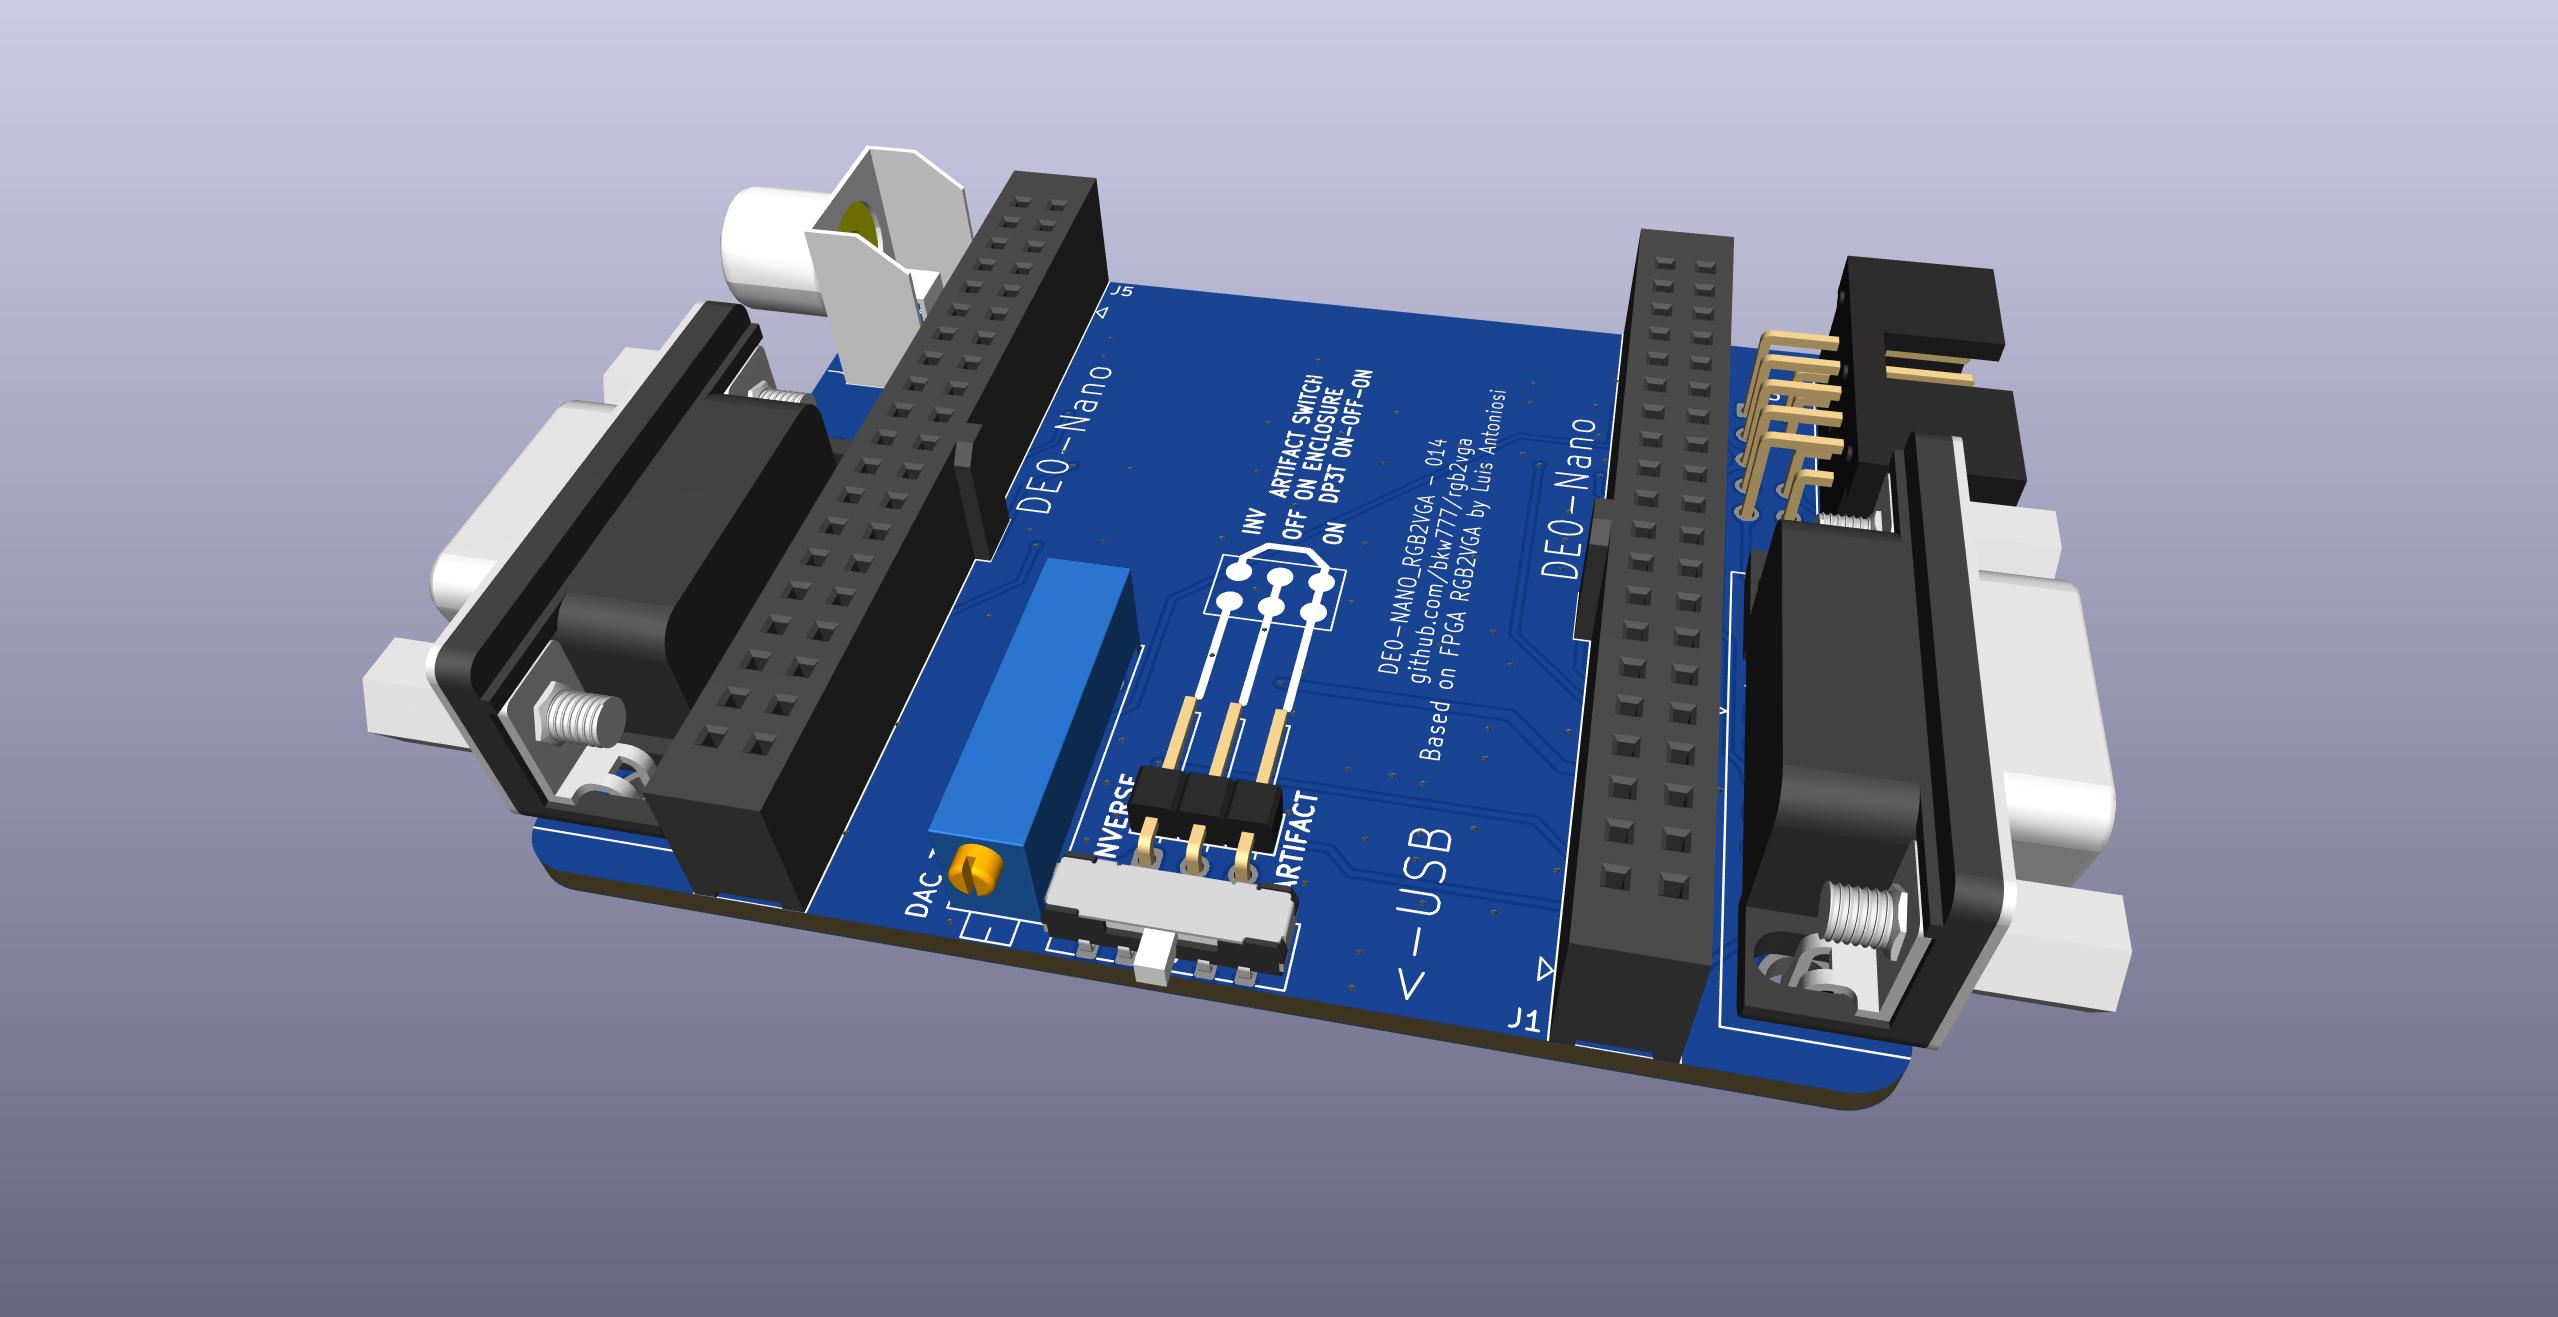 J5
DE0-Nano
ARTIFACT SWITCH
ON ENCLOSURE
DP3T ON-OFF-ON
INV
OFF
ON
DE0-NANO_RGB2VGA - 014
github.com/bkw777/rgb2vga
Based on FPGA RGB2VGA by Luis Antoniosi
DE0-Nano
INVERSE
ARTIFACT
DAC
<--USB
J1